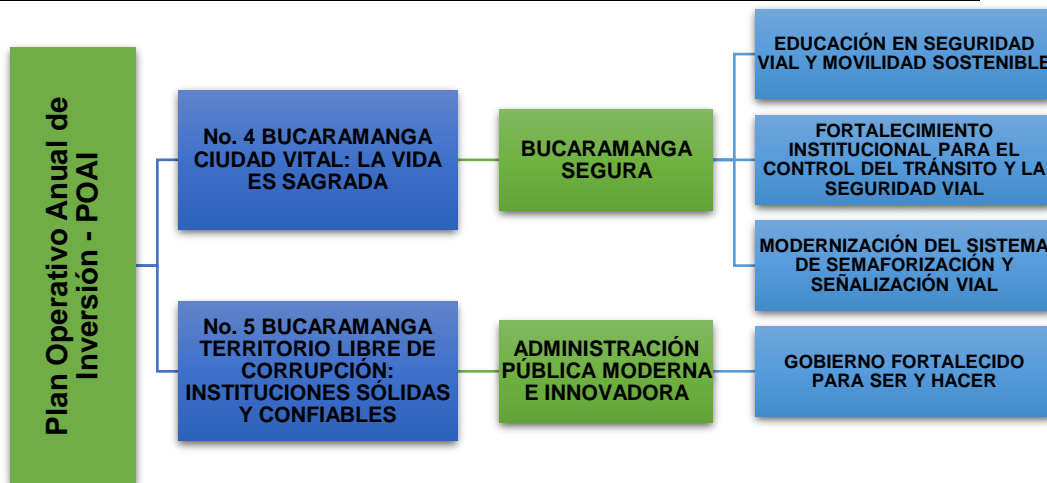 Plan Operativo Anual de
Inversión - POAI
No. 4 BUCARAMANGA
CIUDAD VITAL: LA VIDA
ES SAGRADA
BUCARAMANGA
SEGURA
EDUCACIÓN EN SEGURIDAD
VIAL Y MOVILIDAD SOSTENIBLE
FORTALECIMIENTO
INSTITUCIONAL PARA EL
CONTROL DEL TRÁNSITO Y LA
SEGURIDAD VIAL
MODERNIZACIÓN DEL SISTEMA
DE SEMAFORIZACIÓN Y
SEÑALIZACIÓN VIAL
No. 5 BUCARAMANGA
TERRITORIO LIBRE DE
CORRUPCIÓN:
INSTITUCIONES SÓLIDAS
Y CONFIABLES
ADMINISTRACIÓN
PÚBLICA MODERNA
E INNOVADORA
GOBIERNO FORTALECIDO
PARA SER Y HACER